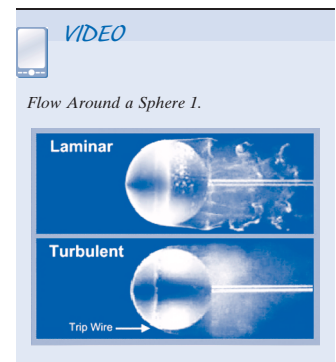 VIDEO
Flow Around a Sphere 1.
Laminar
Turbulent
Trip Wire